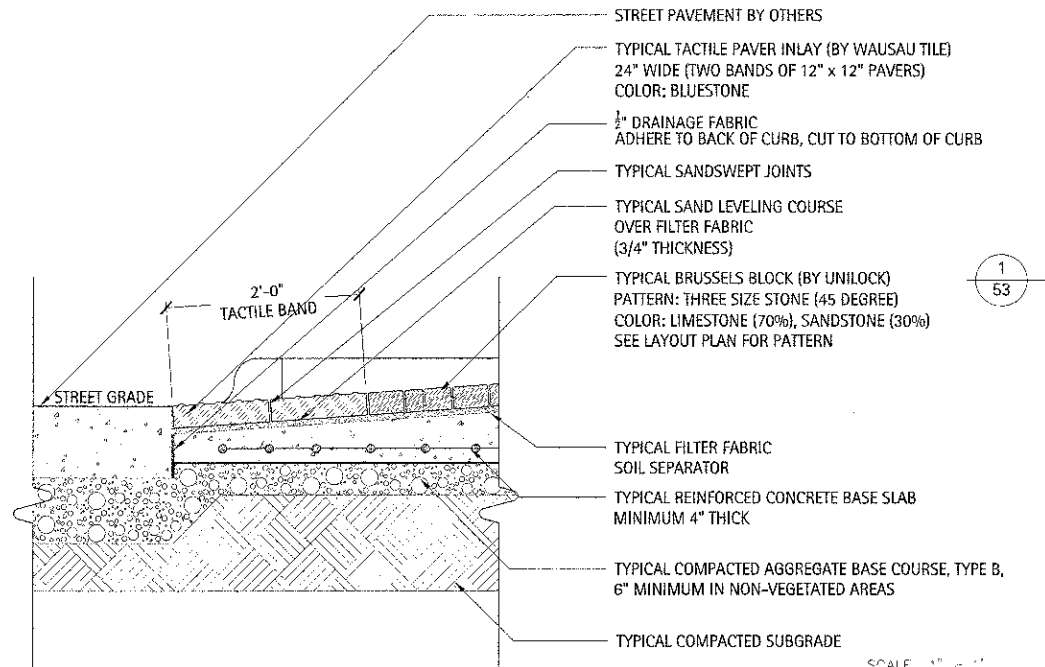 STREET PAVEMENT BY OTHERS
TYPICAL TACTILE PAVER INLAY (BY WAUSAU TILE)
24" WIDE (TWO BANDS OF 12" x 12" PAVERS)
COLOR: BLUESTONE
½" DRAINAGE FABRIC
ADHERE TO BACK OF CURB, CUT TO BOTTOM OF CURB
TYPICAL SANDSWEPT JOINTS
TYPICAL SAND LEVELING COURSE
OVER FILTER FABRIC
(3/4" THICKNESS)
TYPICAL BRUSSELS BLOCK (BY UNILOCK)
PATTERN: THREE SIZE STONE (45 DEGREE)
COLOR: LIMESTONE (70%), SANDSTONE (30%)
SEE LAYOUT PLAN FOR PATTERN
1
53
2'-0"
TACTILE BAND
STREET GRADE
TYPICAL FILTER FABRIC
SOIL SEPARATOR
TYPICAL REINFORCED CONCRETE BASE SLAB
MINIMUM 4" THICK
TYPICAL COMPACTED AGGREGATE BASE COURSE, TYPE B,
6" MINIMUM IN NON-VEGETATED AREAS
TYPICAL COMPACTED SUBGRADE
SCALE